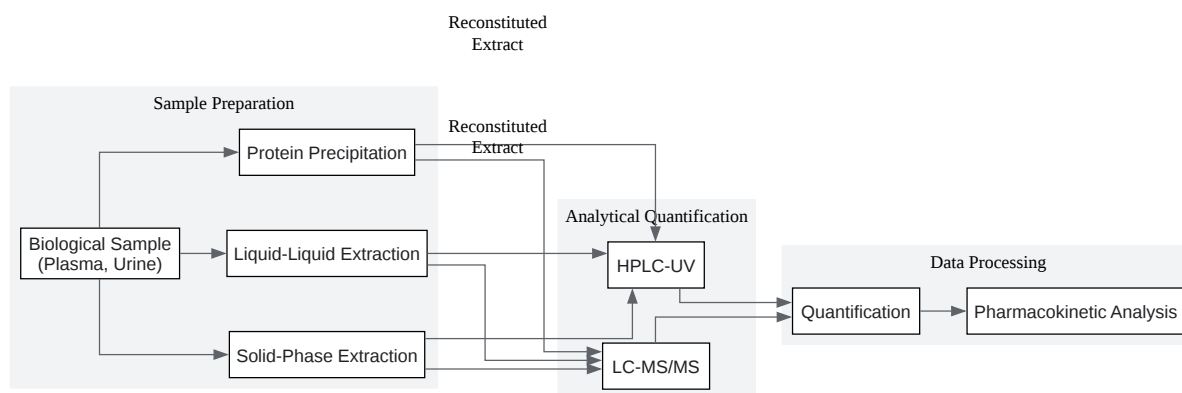 Reconstituted
Extract
Sample Preparation
Reconstituted
Extract
Protein Precipitation
Biological Sample
(Plasma, Urine)
Liquid-Liquid Extraction
Solid-Phase Extraction
Analytical Quantification
HPLC-UV
LC-MS/MS
Data Processing
Quantification
Pharmacokinetic Analysis